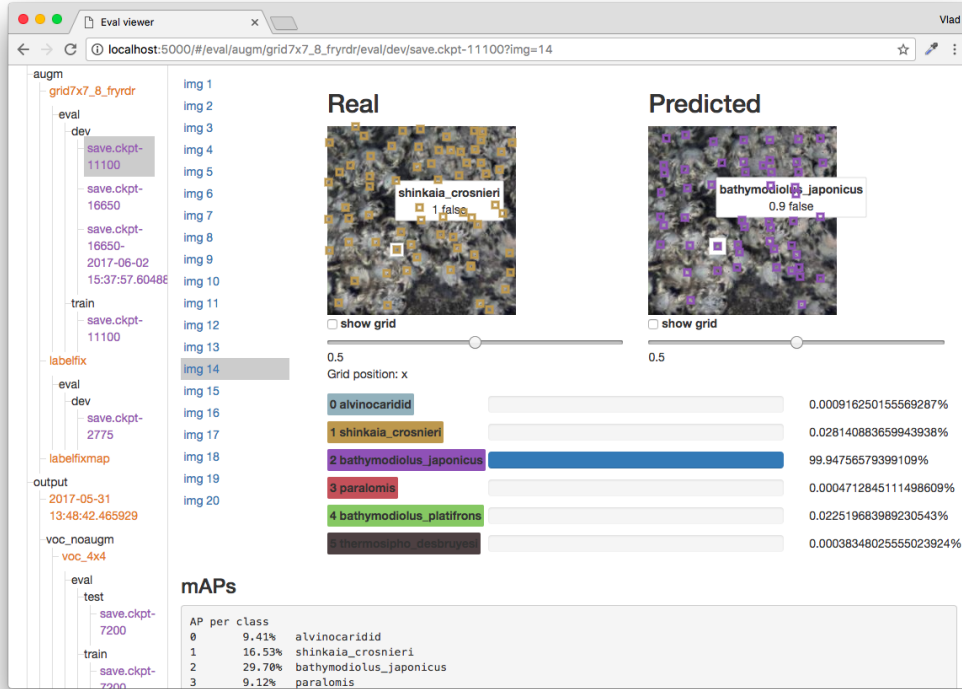 Eval viewer
Vlad
localhost:5000/#/eval/augm/grid7x7_8_fryrdr/eval/dev/save.ckpt-11100?img=14
augm
grid7x7_8_fryrdr
eval
dev
save.ckpt-
11100
save.ckpt-
16650
save.ckpt-
16650-
2017-06-02
15:37:57.60488
train
save.ckpt-
11100
labelfix
eval
dev
save.ckpt-
2775
labelfixmap
output
2017-05-31
13:48:42.465929
voc_noaugm
voc_4x4
eval
test
save.ckpt-
7200
train
save.ckpt-
7200
img 1
img 2
img 3
img 4
img 5
img 6
img 7
img 8
img 9
img 10
img 11
img 12
img 13
img 14
img 15
img 16
img 17
img 18
img 19
img 20
Real
shinkaia_crosnieri
1 false
show grid
0.5
Grid position: x
Predicted
bathymodiolus_japonicus
0.9 false
show grid
0.5
0 alvinocaridid 0.000916250155569287%
1 shinkaia_crosnieri 0.028140883659943938%
2 bathymodiolus_japonicus 99.94756579399109%
3 paralomis 0.0004712845111498609%
4 bathymodiolus_platifrons 0.022519683989230543%
5 thermosipho_desbruyesi 0.00038348025555023924%
mAPs
AP per class
0 9.41% alvinocaridid
1 16.53% shinkaia_crosnieri
2 29.70% bathymodiolus_japonicus
3 9.12% paralomis